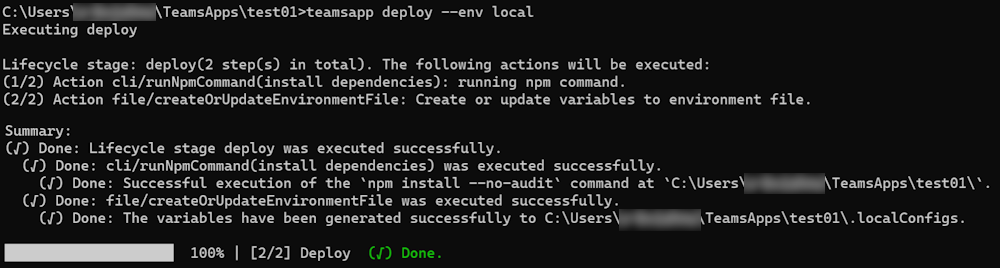 C:\Users\ \TeamsApps\test01>teamsapp deploy --env local
Executing deploy
Lifecycle stage: deploy(2 step(s) in total). The following actions will be executed:
(1/2) Action cli/runNpmCommand(install dependencies): running npm command.
(2/2) Action file/createOrUpdateEnvironmentFile: Create or update variables to environment file.
Summary:
(√) Done: Lifecycle stage deploy was executed successfully.
(√) Done: cli/runNpmCommand(install dependencies) was executed successfully.
(√) Done: Successful execution of the `npm install --no-audit` command at `C:\Users\ \TeamsApps\test01\`.
(√) Done: file/createOrUpdateEnvironmentFile was executed successfully.
(√) Done: The variables have been generated successfully to C:\Users\ \TeamsApps\test01\.localConfigs.
100% | [2/2] Deploy (√) Done.